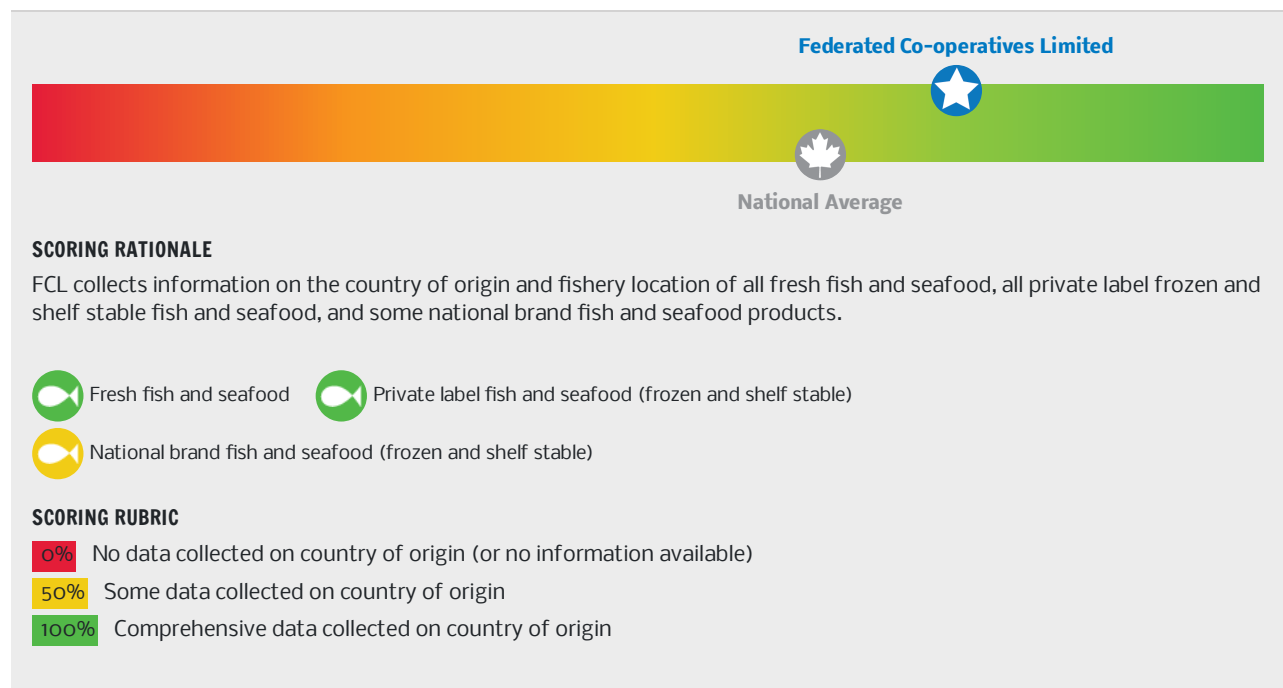 Federated Co-operatives Limited
National Average
SCORING RATIONALE
FCL collects information on the country of origin and fishery location of all fresh fish and seafood, all private label frozen and
shelf stable fish and seafood, and some national brand fish and seafood products.
Fresh fish and seafood
Private label fish and seafood (frozen and shelf stable)
National brand fish and seafood (frozen and shelf stable)
SCORING RUBRIC
0% No data collected on country of origin (or no information available)
50% Some data collected on country of origin
100% Comprehensive data collected on country of origin